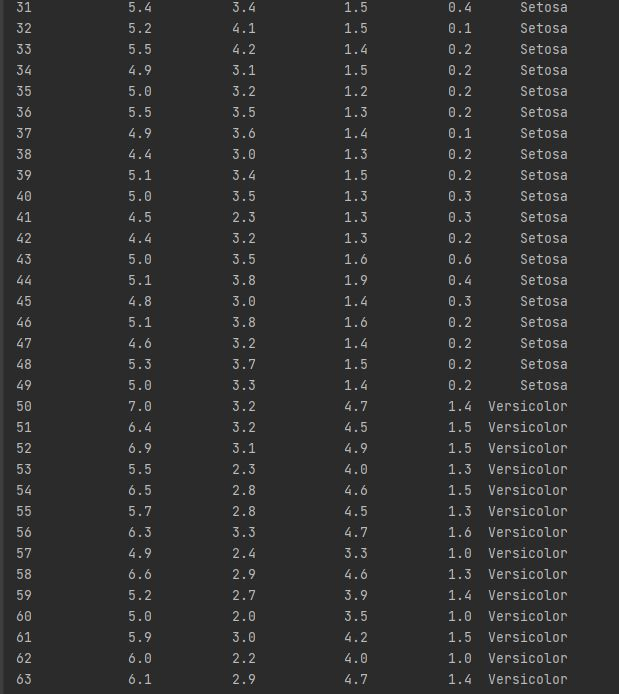 31 5.4 3.4 1.5 0.4 Setosa
32 5.2 4.1 1.5 0.1 Setosa
33 5.5 4.2 1.4 0.2 Setosa
34 4.9 3.1 1.5 0.2 Setosa
35 5.0 3.2 1.2 0.2 Setosa
36 5.5 3.5 1.3 0.2 Setosa
37 4.9 3.6 1.4 0.1 Setosa
38 4.4 3.0 1.3 0.2 Setosa
39 5.1 3.4 1.5 0.2 Setosa
40 5.0 3.5 1.3 0.3 Setosa
41 4.5 2.3 1.3 0.3 Setosa
42 4.4 3.2 1.3 0.2 Setosa
43 5.0 3.5 1.6 0.6 Setosa
44 5.1 3.8 1.9 0.4 Setosa
45 4.8 3.0 1.4 0.3 Setosa
46 5.1 3.8 1.6 0.2 Setosa
47 4.6 3.2 1.4 0.2 Setosa
48 5.3 3.7 1.5 0.2 Setosa
49 5.0 3.3 1.4 0.2 Setosa
50 7.0 3.2 4.7 1.4 Versicolor
51 6.4 3.2 4.5 1.5 Versicolor
52 6.9 3.1 4.9 1.5 Versicolor
53 5.5 2.3 4.0 1.3 Versicolor
54 6.5 2.8 4.6 1.5 Versicolor
55 5.7 2.8 4.5 1.3 Versicolor
56 6.3 3.3 4.7 1.6 Versicolor
57 4.9 2.4 3.3 1.0 Versicolor
58 6.6 2.9 4.6 1.3 Versicolor
59 5.2 2.7 3.9 1.4 Versicolor
60 5.0 2.0 3.5 1.0 Versicolor
61 5.9 3.0 4.2 1.5 Versicolor
62 6.0 2.2 4.0 1.0 Versicolor
63 6.1 2.9 4.7 1.4 Versicolor